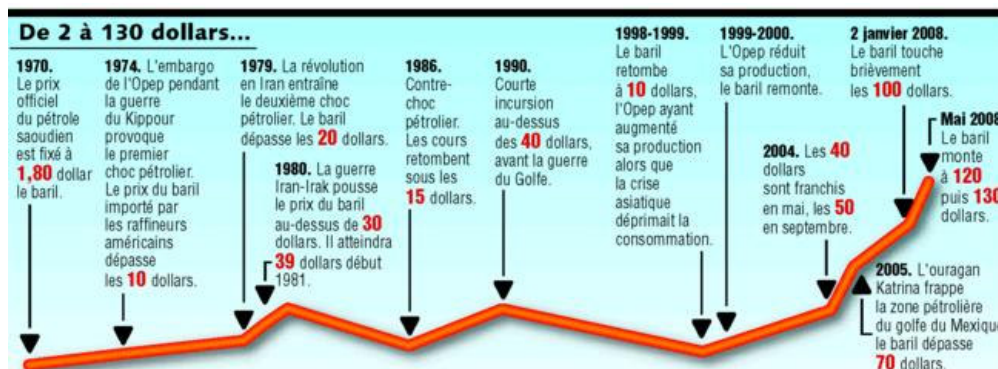 De 2 à 130 dollars...
1970.
Le prix
officiel
du pétrole
saoudien
est fixé à
1,80 dollar
le baril.
1974. L'embargo
de l'Opep pendant
la guerre
du Kippour
provoque
le premier
choc pétrolier.
Le prix du baril
importé par
les raffineurs
américains
dépasse
les 10 dollars.
1979. La révolution
en Iran entraîne
le deuxième choc
pétrolier. Le baril
dépasse les 20 dollars.
1980. La guerre
Iran-Irak pousse
le prix du baril
au-dessus de 30
dollars. Il atteindra
39 dollars début
1981.
1986.
Contre-
choc
pétrolier.
Les cours
retombent
sous les
15 dollars.
1990.
Courte
incursion
au-dessus
des 40 dollars,
avant la guerre
du Golfe.
1998-1999.
Le baril
retombe
à 10 dollars,
l'Opep ayant
augmenté
sa production
alors que
la crise
asiatique
déprimait la
consommation.
1999-2000.
L'Opep réduit
sa production,
le baril remonte.
2004. Les 40
dollars
sont franchis
en mai, les 50
en septembre.
2 janvier 2008.
Le baril touche
brièvement
les 100 dollars.
2005. L'ouragan
Katrina frappe
la zone pétrolière
du golfe du Mexique
le baril dépasse
70 dollars.
Mai 2008
Le baril
monte
à 120
puis 130
dollars.